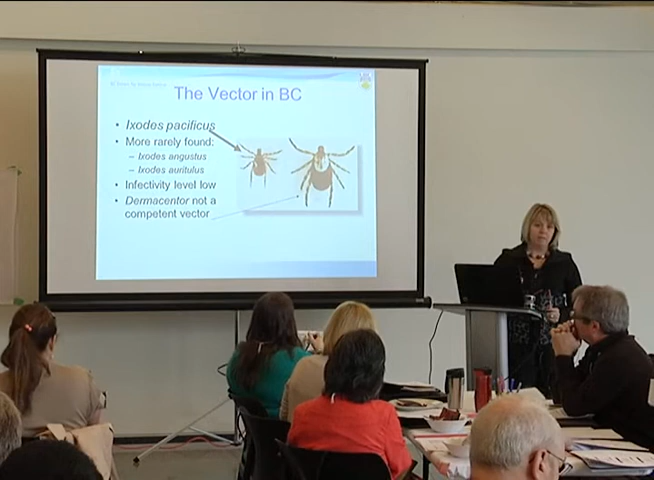 The Vector in BC
• Ixodes pacificus
• More rarely found:
– Ixodes angustus
– Ixodes auritulus
• Infectivity level low
• Dermacentor not a
competent vector